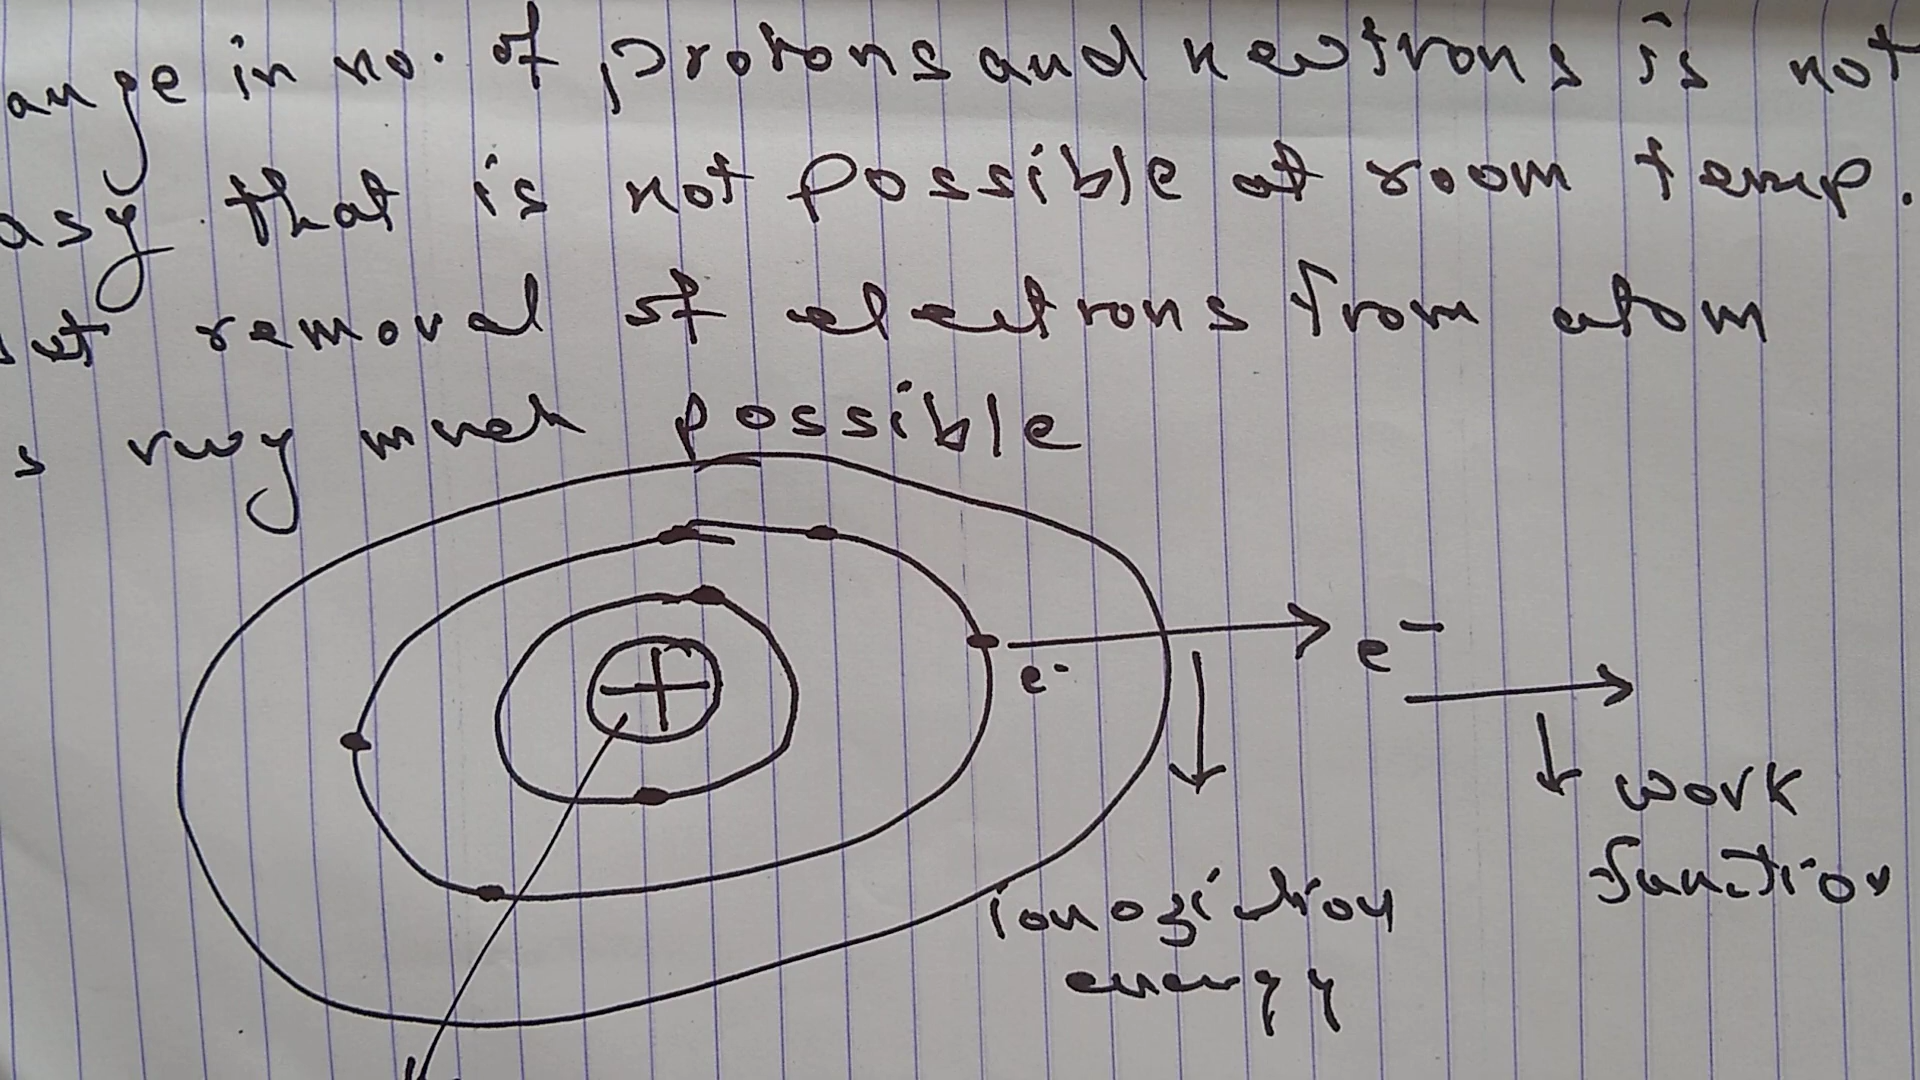 ange in no. of protons and neutrons is not
asy that is not possible at room temp.
removal of electrons from atom
s very much possible
e⁻ e⁻
work
function
ionozition
energy